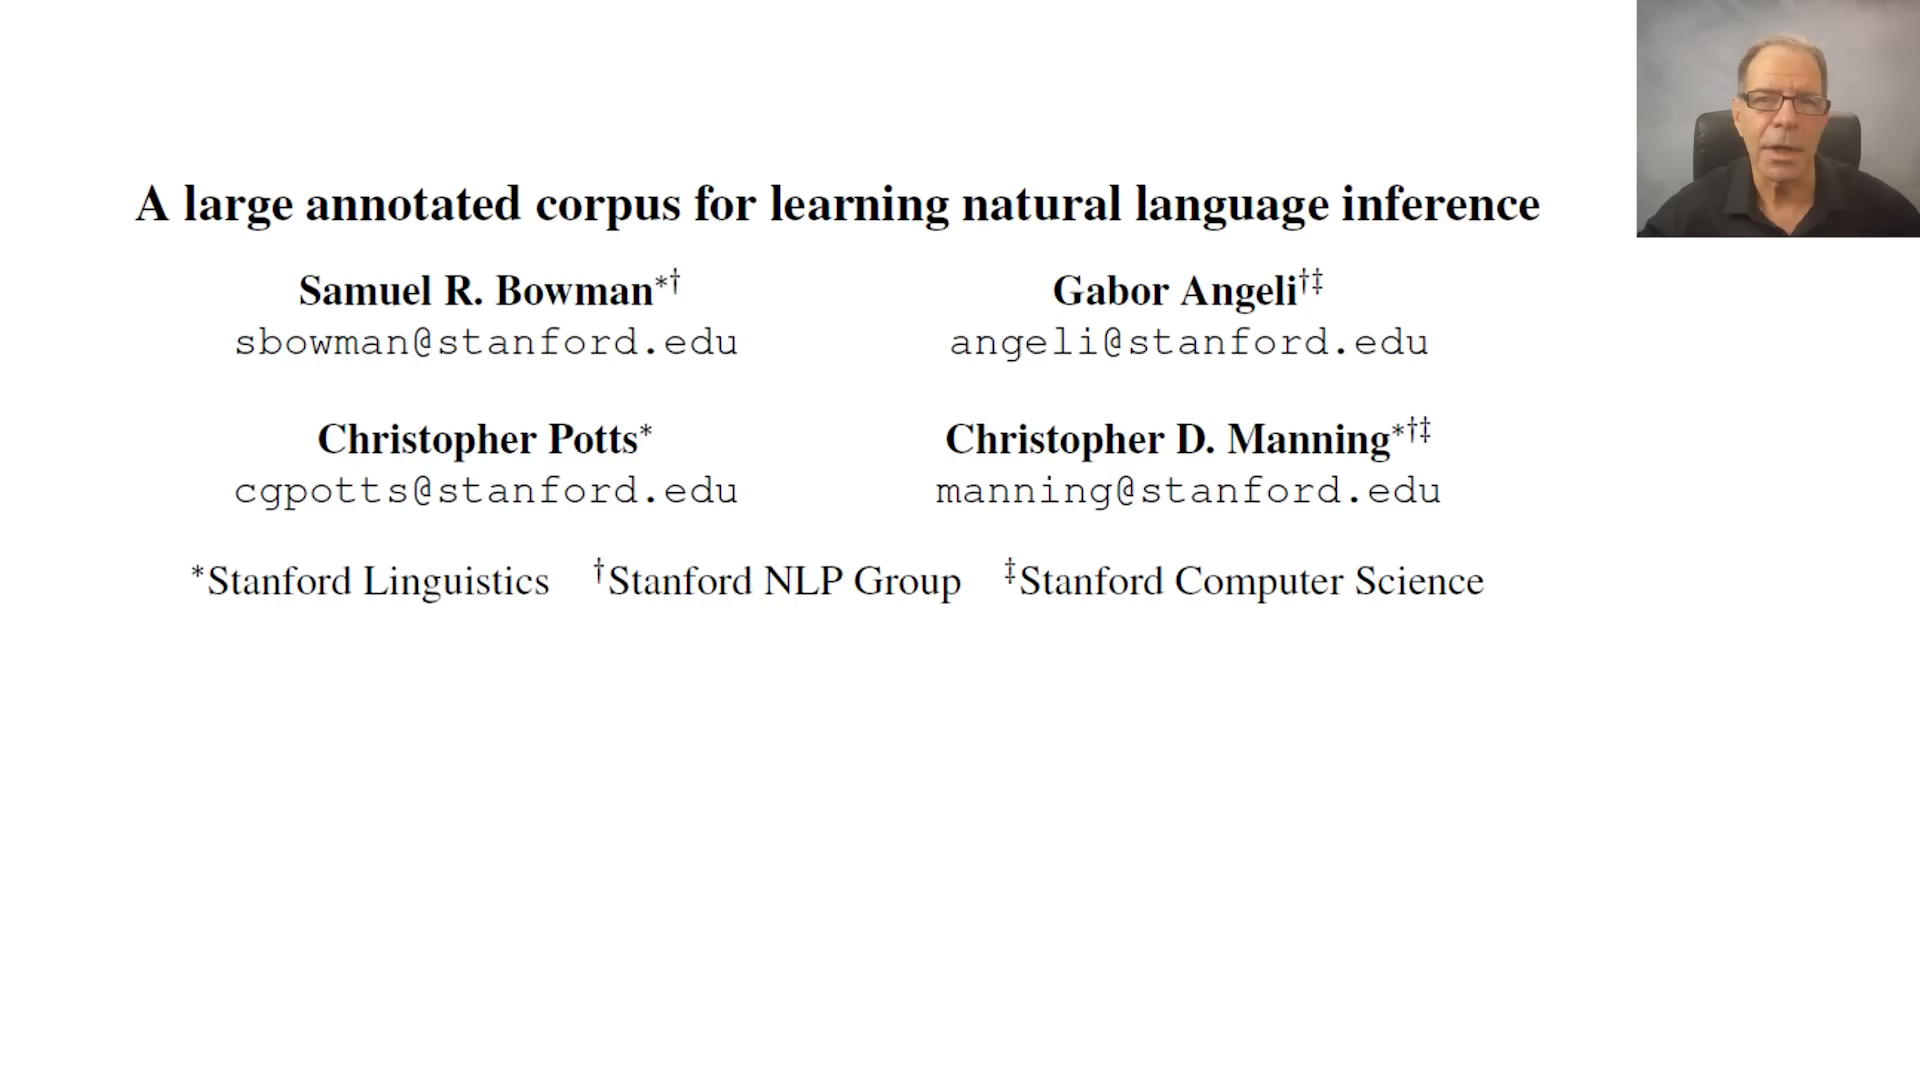 A large annotated corpus for learning natural language inference
Samuel R. Bowman*† Gabor Angeli†‡
sbowman@stanford.edu angeli@stanford.edu
Christopher Potts* Christopher D. Manning*†‡
cgpotts@stanford.edu manning@stanford.edu
*Stanford Linguistics †Stanford NLP Group ‡Stanford Computer Science